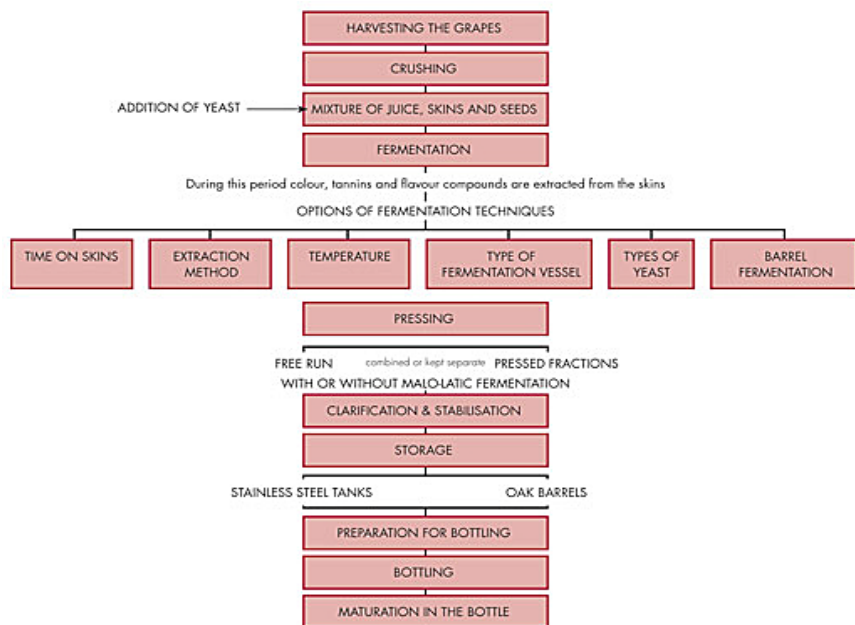 HARVESTING THE GRAPES
CRUSHING
ADDITION OF YEAST
MIXTURE OF JUICE, SKINS AND SEEDS
FERMENTATION
During this period colour, tannins and flavour compounds are extracted from the skins
OPTIONS OF FERMENTATION TECHNIQUES
TIME ON SKINS
EXTRACTION
METHOD
TEMPERATURE
TYPE OF
FERMENTATION VESSEL
TYPES OF
YEAST
BARREL
FERMENTATION
PRESSING
FREE RUN
combined or kept separate
PRESSED FRACTIONS
WITH OR WITHOUT MALO-LATIC FERMENTATION
CLARIFICATION & STABILISATION
STORAGE
STAINLESS STEEL TANKS
OAK BARRELS
PREPARATION FOR BOTTLING
BOTTLING
MATURATION IN THE BOTTLE